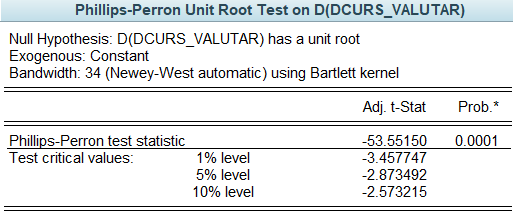 Phillips-Perron Unit Root Test on D(DCURS_VALUTAR)
Null Hypothesis: D(DCURS_VALUTAR) has a unit root
Exogenous: Constant
Bandwidth: 34 (Newey-West automatic) using Bartlett kernel
Adj. t-Stat Prob.*
Phillips-Perron test statistic -53.55150 0.0001
Test critical values: 1% level -3.457747
5% level -2.873492
10% level -2.573215